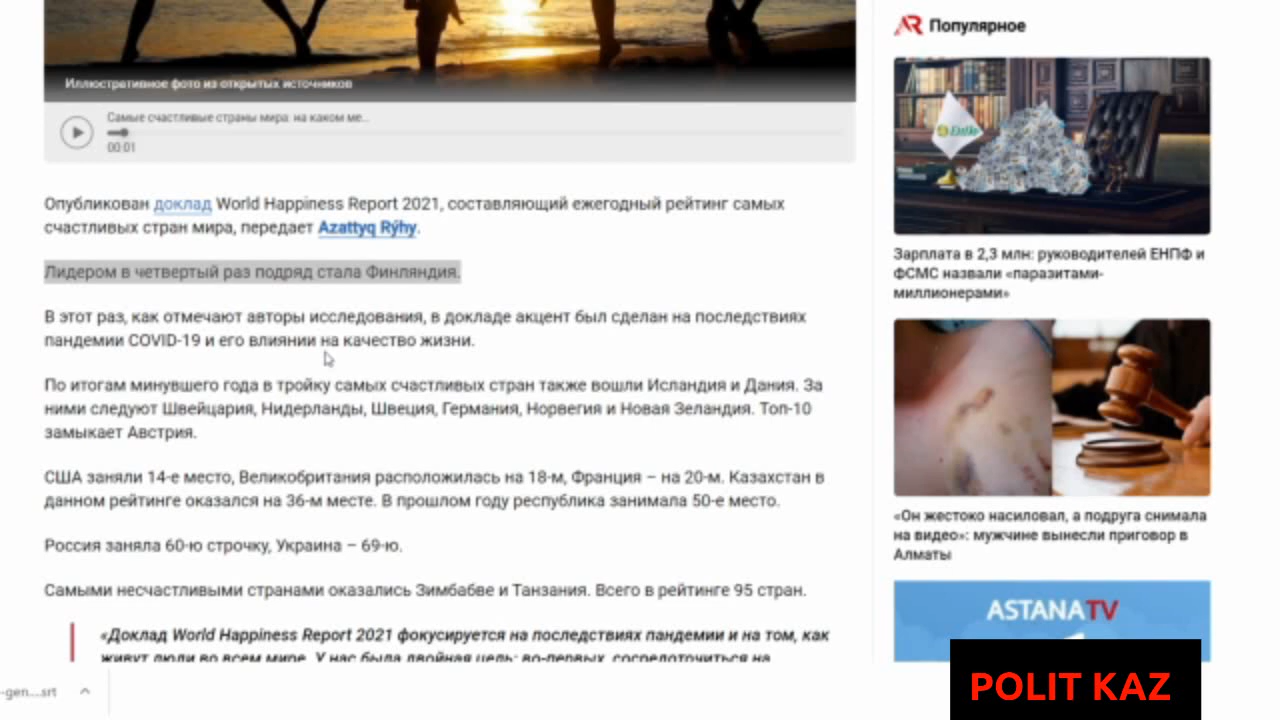 Иллюстративное фото из открытых источников
Самые счастливые страны мира: на каком ме...
00:01
Опубликован доклад World Happiness Report 2021, составляющий ежегодный рейтинг самых
счастливых стран мира, передает Azattyq Rýhy.
Лидером в четвертый раз подряд стала Финляндия.
В этот раз, как отмечают авторы исследования, в докладе акцент был сделан на последствиях
пандемии COVID-19 и его влиянии на качество жизни.
По итогам минувшего года в тройку самых счастливых стран также вошли Исландия и Дания. За
ними следуют Швейцария, Нидерланды, Швеция, Германия, Норвегия и Новая Зеландия. Топ-10
замыкает Австрия.
США заняли 14-е место, Великобритания расположилась на 18-м, Франция – на 20-м. Казахстан в
данном рейтинге оказался на 36-м месте. В прошлом году республика занимала 50-е место.
Россия заняла 60-ю строчку, Украина – 69-ю.
Самыми несчастливыми странами оказались Зимбабве и Танзания. Всего в рейтинге 95 стран.
«Доклад World Happiness Report 2021 фокусируется на последствиях пандемии и на том, как
живут люди во всем мире. У нас была двойная цель: во-первых, сосредоточиться на
-gen....srt
AR Популярное
Зарплата в 2,3 млн: руководителей ЕНПФ и
ФСМС назвали «паразитами-
миллионерами»
«Он жестоко насиловал, а подруга снимала
на видео»: мужчине вынесли приговор в
Алматы
ASTANATV
POLIT KAZ